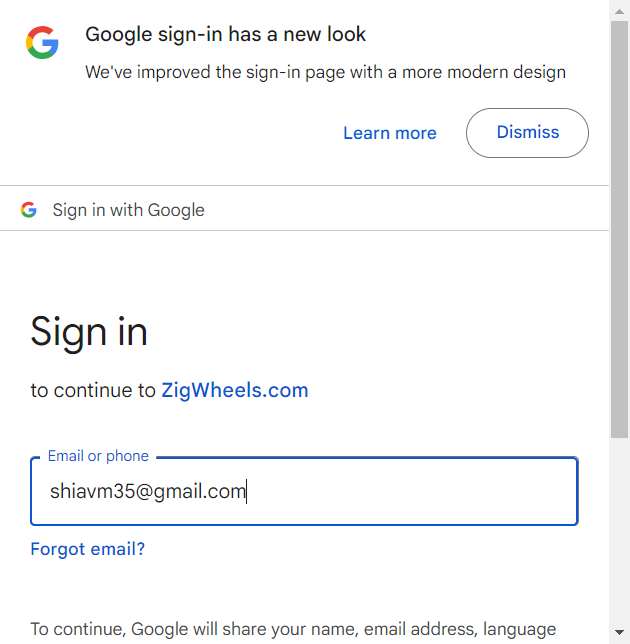 Google sign-in has a new look
We've improved the sign-in page with a more modern design
Learn more
Dismiss
Sign in with Google
Sign in
to continue to ZigWheels.com
Email or phone
shiavm35@gmail.com
Forgot email?
To continue, Google will share your name, email address, language